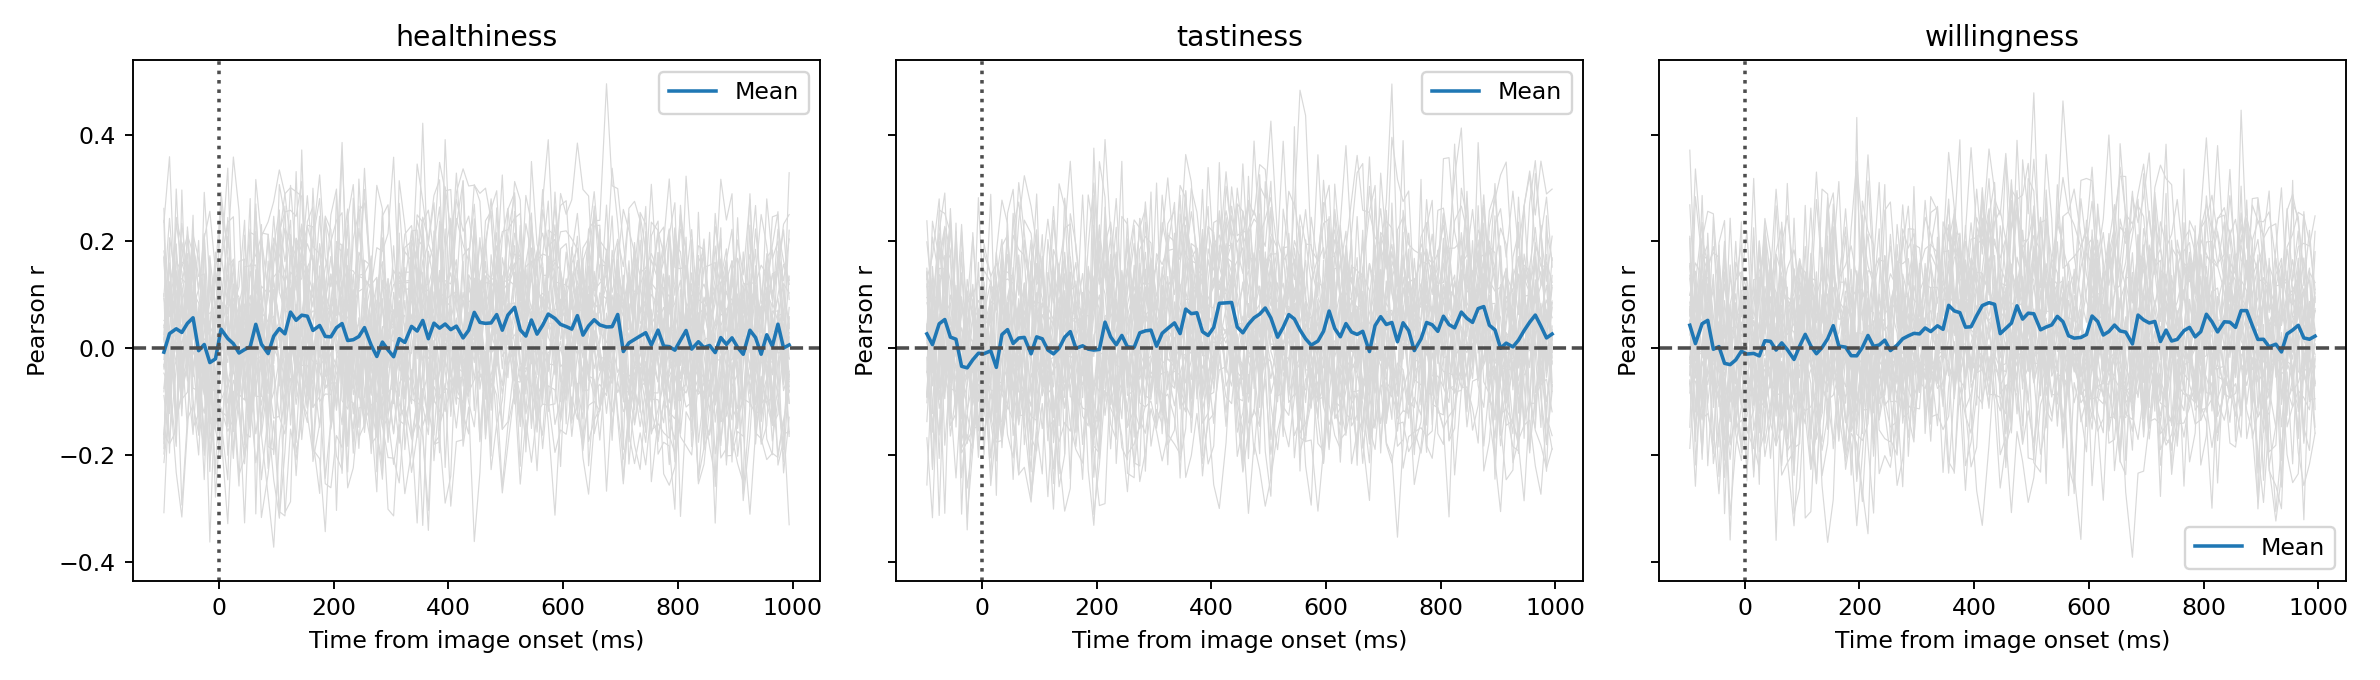 healthiness
tastiness
willingness
Mean
Mean
Mean
Pearson r
Pearson r
Pearson r
0.4
0.2
0.0
−0.2
−0.4
0 200 400 600 800 1000
0 200 400 600 800 1000
0 200 400 600 800 1000
Time from image onset (ms)
Time from image onset (ms)
Time from image onset (ms)